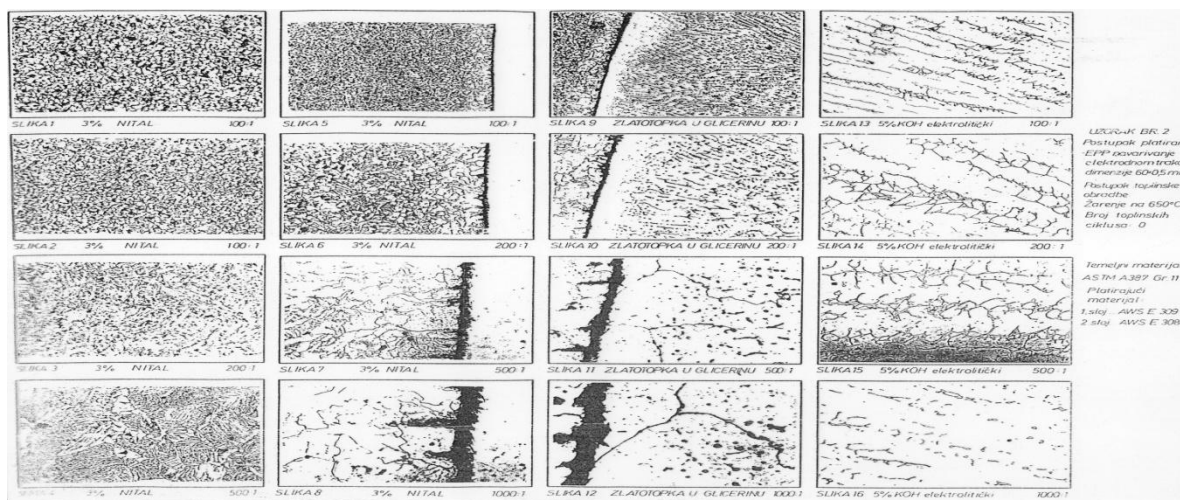 SLIKA 1 3% NITAL 100:1
SLIKA 5 3% NITAL 100:1
SLIKA 9 ZLATOTOPKA U GLICERINU 100:1
SLIKA 13 5% KOH elektrolitički 100:1
SLIKA 2 3% NITAL 100:1
SLIKA 6 3% NITAL 200:1
SLIKA 10 ZLATOTOPKA U GLICERINU 200:1
SLIKA 14 5% KOH elektrolitički 200:1
SLIKA 3 3% NITAL 200:1
SLIKA 7 3% NITAL 500:1
SLIKA 11 ZLATOTOPKA U GLICERINU 500:1
SLIKA 15 5% KOH elektrolitički 500:1
3% NITAL 500:1
SLIKA 8 3% NITAL 1000:1
SLIKA 12 ZLATOTOPKA U GLICERINU 1000:1
SLIKA 16 5% KOH elektrolitički 1000:1
UZORAK BR. 2
Postupak platiran
EPP navarivanje
elektrodnom trako
dimenzije 60×0,5 m
Postupak toplinske
obradbe
Žarenje na 650°C
Broj toplinskih
ciklusa: 0
Temeljni materija
ASTM A387 Gr. 11
Platirajući
materijal:
1. sloj AWS E 309
2. sloj AWS E 308